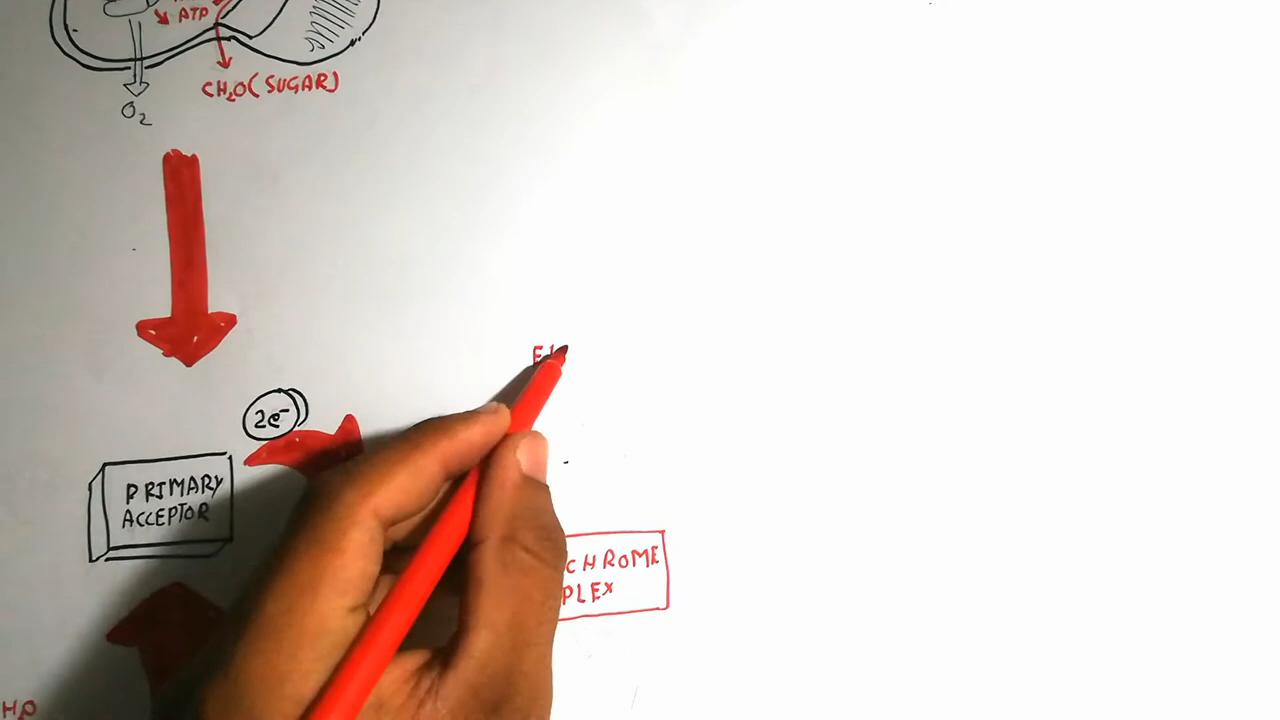 ATP
CH₂O (SUGAR)
O₂
2e⁻
PRIMARY
ACCEPTOR
CHROME
PLEX